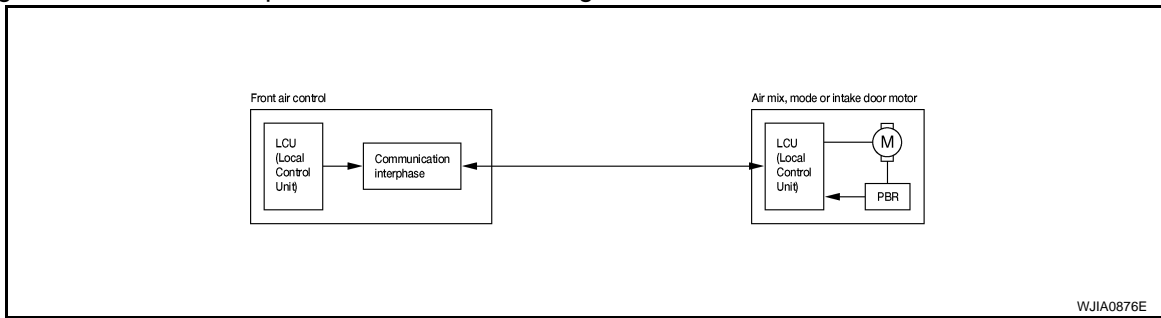 Front air control
LCU
(Local
Control
Unit)
Communication
interphase
Air mix, mode or intake door motor
LCU
(Local
Control
Unit)
M
PBR
WJIA0876E